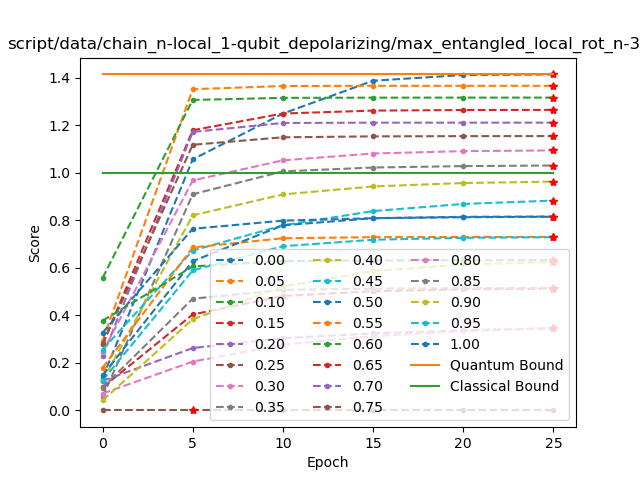 script/data/chain_n-local_1-qubit_depolarizing/max_entangled_local_rot_n-3
1.4
1.2
1.0
0.8
0.6
0.4
0.2
0.0
Score
0.00 0.40 0.80
0.05 0.45 0.85
0.10 0.50 0.90
0.15 0.55 0.95
0.20 0.60 1.00
0.25 0.65 Quantum Bound
0.30 0.70 Classical Bound
0.35 0.75
0 5 10 15 20 25
Epoch